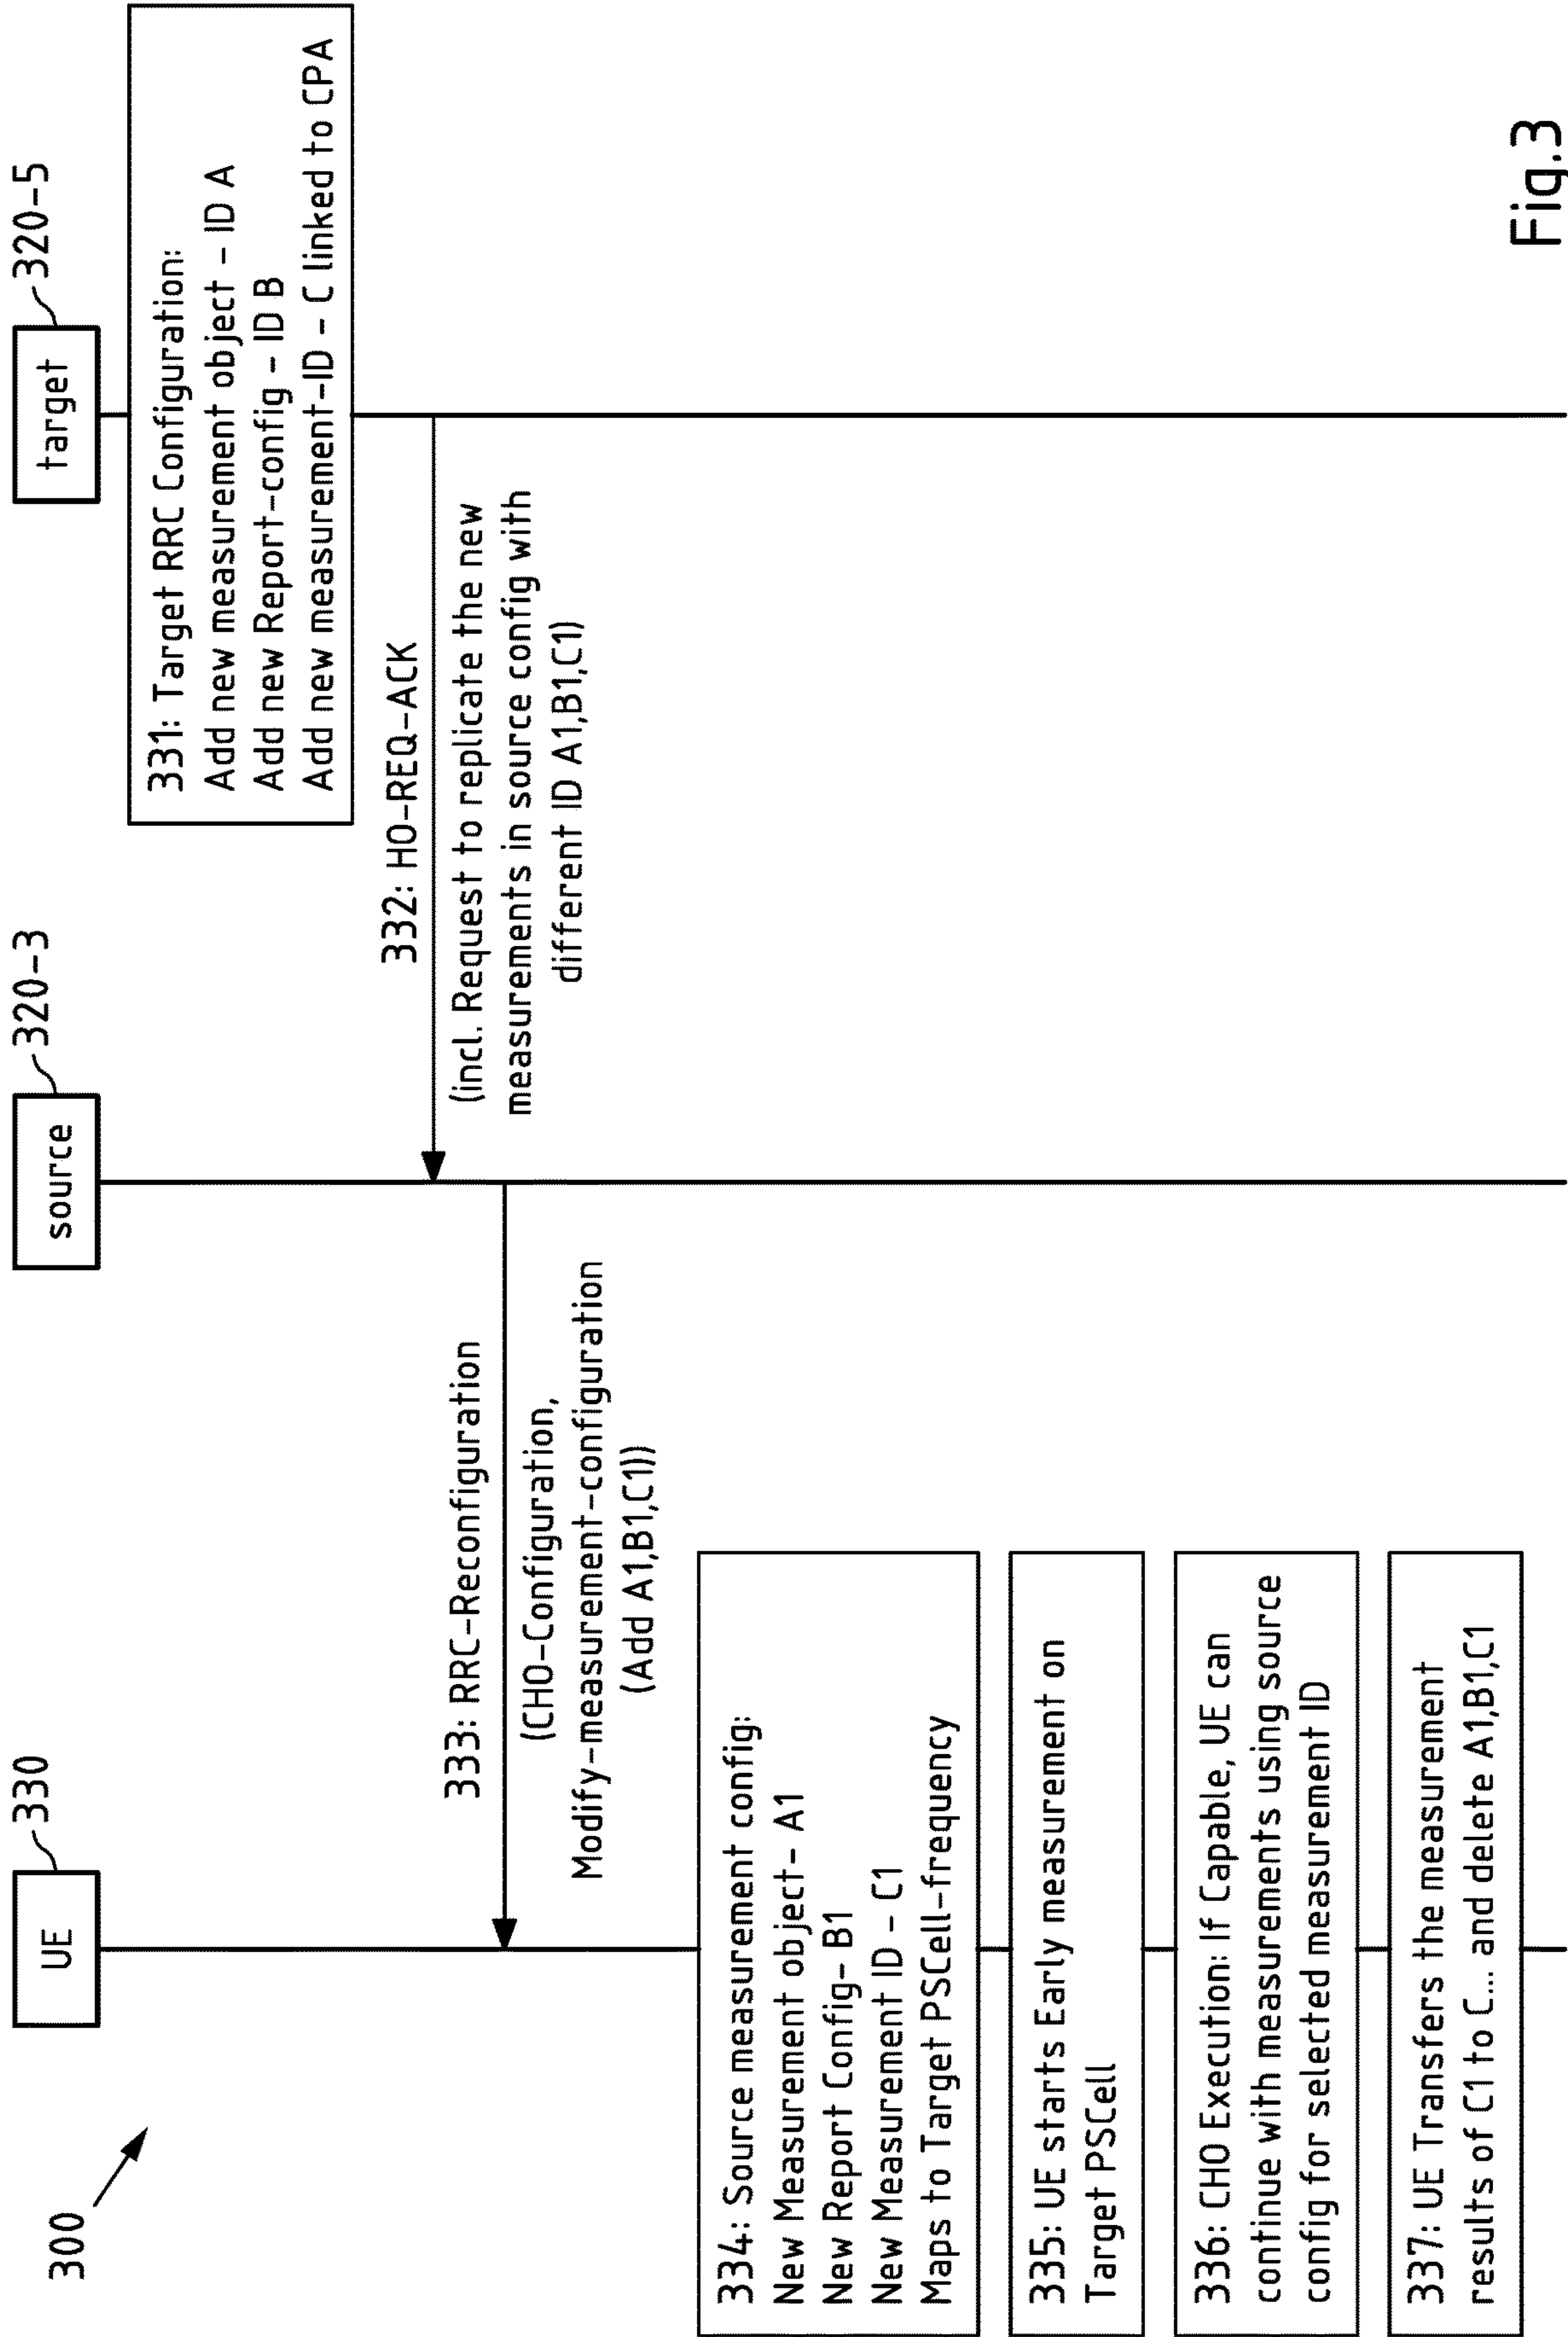 300
UE
330
source
320-3
target
320-5
331: Target RRC Configuration:
Add new measurement object - ID A
Add new Report-config - ID B
Add new measurement-ID - C linked to CPA
332: HO-REQ-ACK
(incl. Request to replicate the new
measurements in source config with
different ID A1,B1,C1)
333: RRC-Reconfiguration
(CHO-Configuration,
Modify-measurement-configuration
(Add A1,B1,C1))
334: Source measurement config:
New Measurement object- A1
New Report Config- B1
New Measurement ID - C1
Maps to Target PSCell-frequency
335: UE starts Early measurement on
Target PSCell
336: CHO Execution: If Capable, UE can
continue with measurements using source
config for selected measurement ID
337: UE Transfers the measurement
results of C1 to C... and delete A1,B1,C1
Fig.3